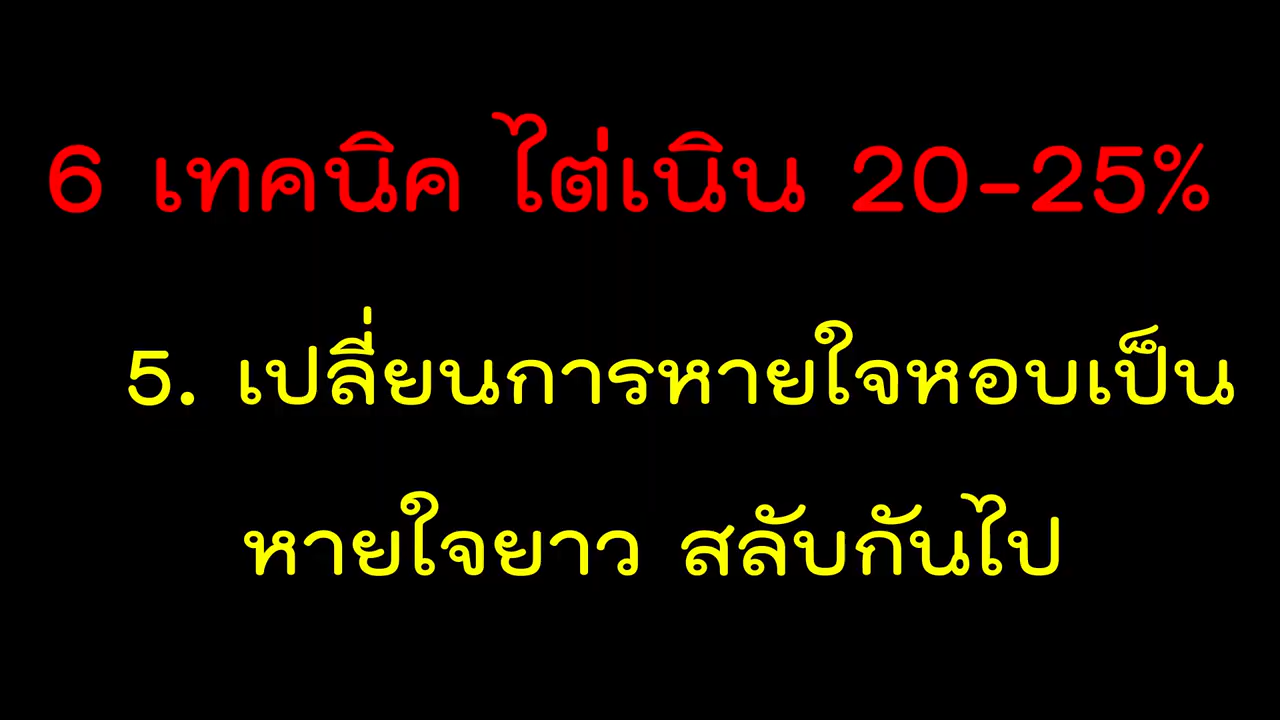 6 เทคนิค ไต่เนิน 20-25%
5. เปลี่ยนการหายใจหอบเป็น
หายใจยาว สลับกันไป